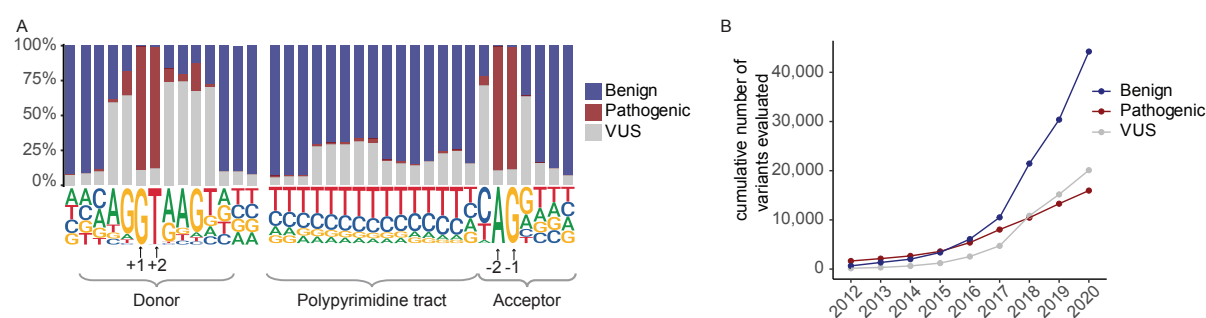 A
100%
75%
50%
25%
0%
Benign
Pathogenic
VUS
+1 +2
-2 -1
Donor
Polypyrimidine tract
Acceptor
B
cumulative number of
variants evaluated
40,000
30,000
20,000
10,000
0
2012 2013 2014 2015 2016 2017 2018 2019 2020
Benign
Pathogenic
VUS